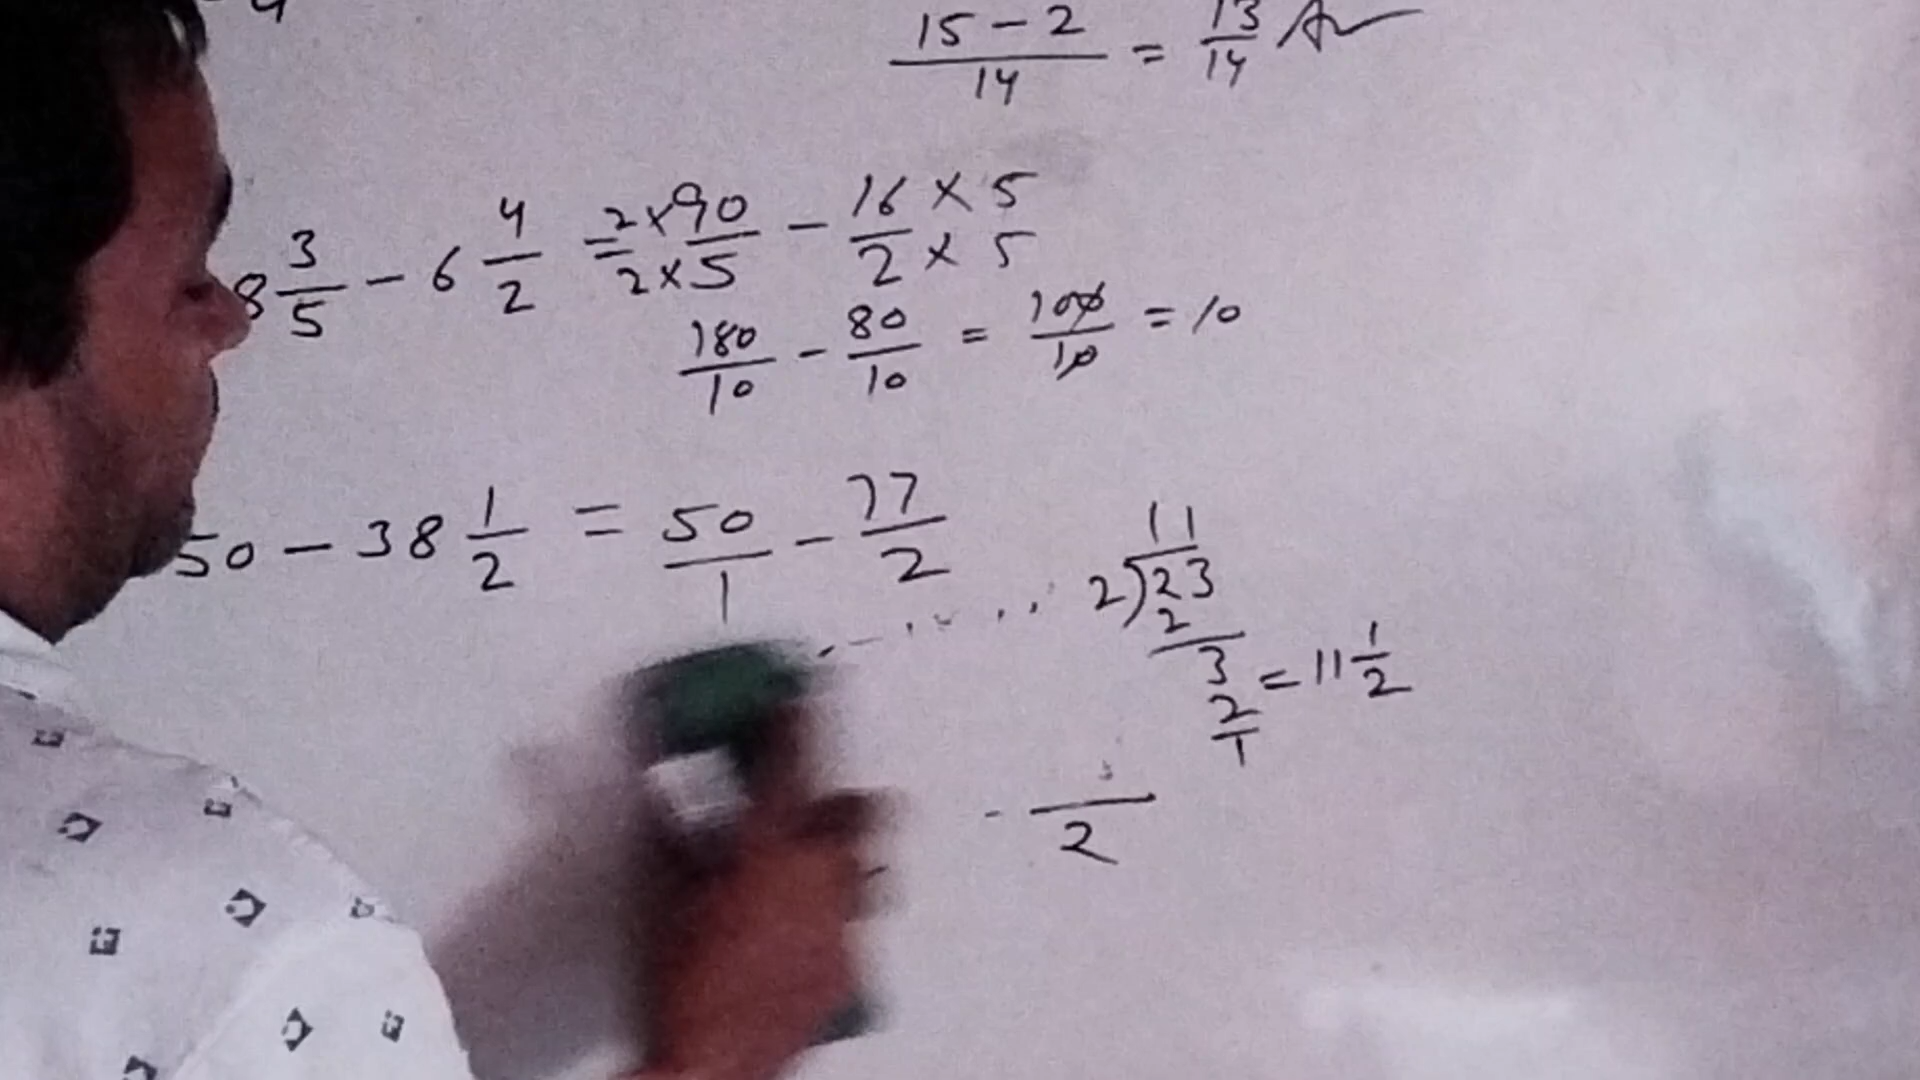 15 - 2 / 14 = 13/14
8 3/5 - 6 4/2 = 2 × 90 / 2 × 5 - 16 × 5 / 2 × 5
180/10 - 80/10 = 100/10 = 10
50 - 38 1/2 = 50/1 - 77/2
11
2)23
2
3 = 11 1/2
2
1
2